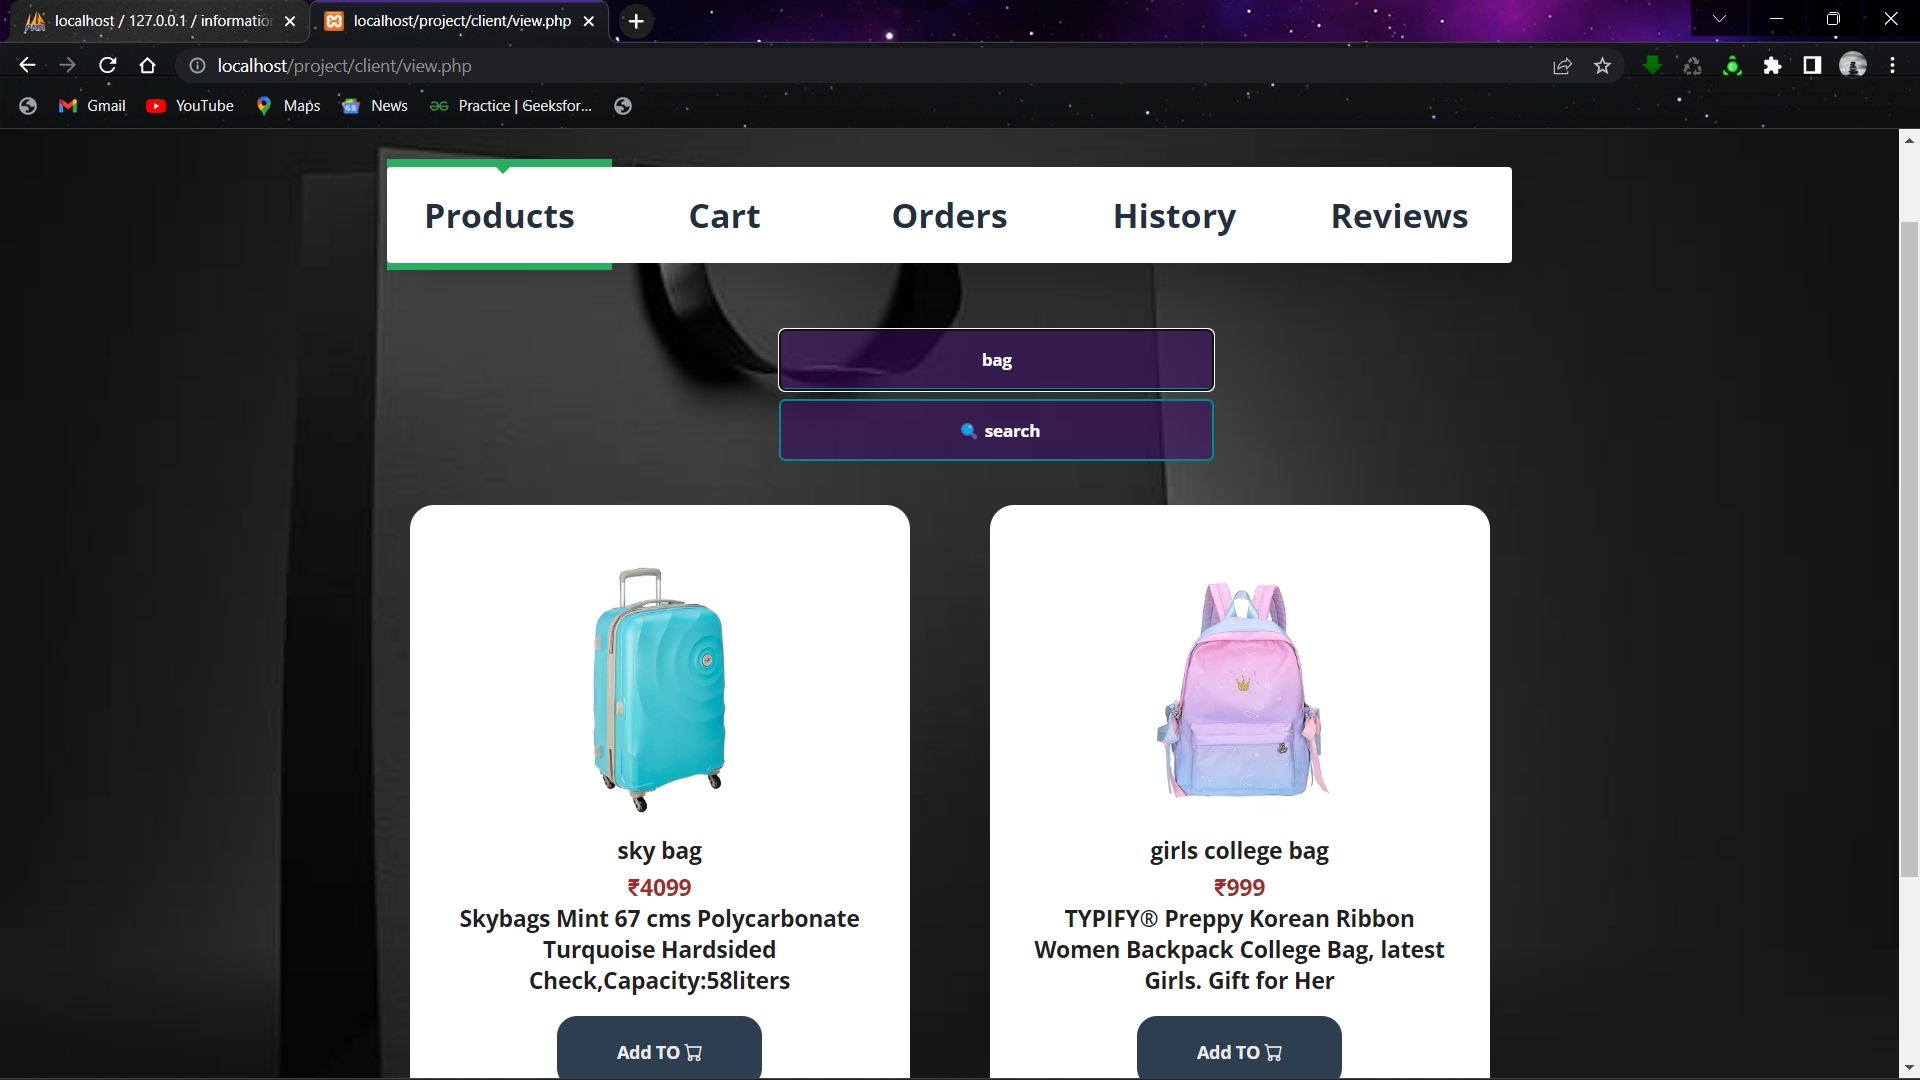 localhost / 127.0.0.1 / informatio
localhost/project/client/view.php
localhost/project/client/view.php
Gmail
YouTube
Maps
News
Practice | Geeksfor...
Products
Cart
Orders
History
Reviews
bag
search
sky bag
₹4099
Skybags Mint 67 cms Polycarbonate
Turquoise Hardsided
Check,Capacity:58liters
Add TO
girls college bag
₹999
TYPIFY® Preppy Korean Ribbon
Women Backpack College Bag, latest
Girls. Gift for Her
Add TO